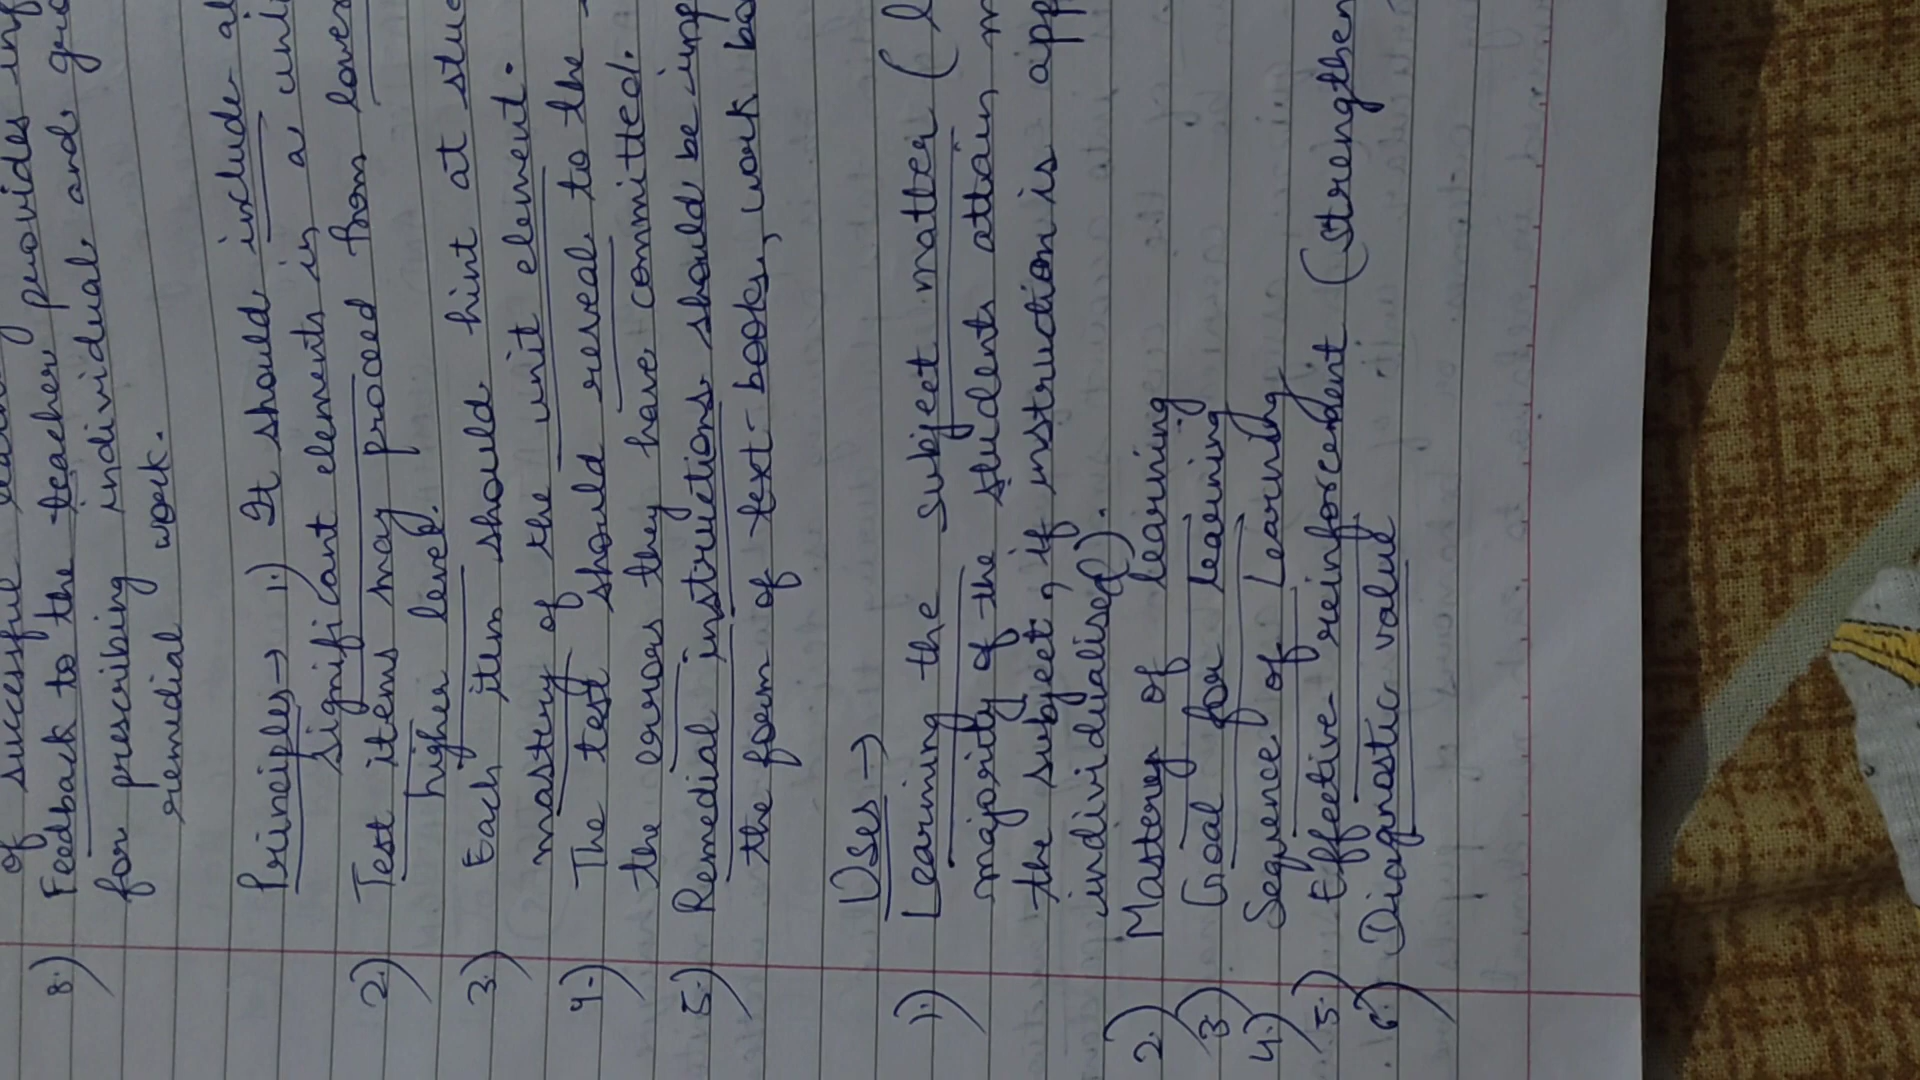 of successful
8.) Feedback to the teacher provides
for prescribing individual and
remedial work.
Principles→ 1.) It should include
significant elements in a
2.) Test items may proceed from lower
higher level.
3.) Each item should hint at
mastery of the unit element.
4.) The test should reveal to the
the errors they have committed.
5.) Remedial instructions should be
the form of text-books, work
Uses→
1.) Learning the subject matter (
majority of the students attain
the subject, if instruction is
individualised).
2.) Mastery of learning
3.) Goal for learning
4.) Sequence of Learning
5.) Effective reinforcement (strengthen
6.) Diagnostic value